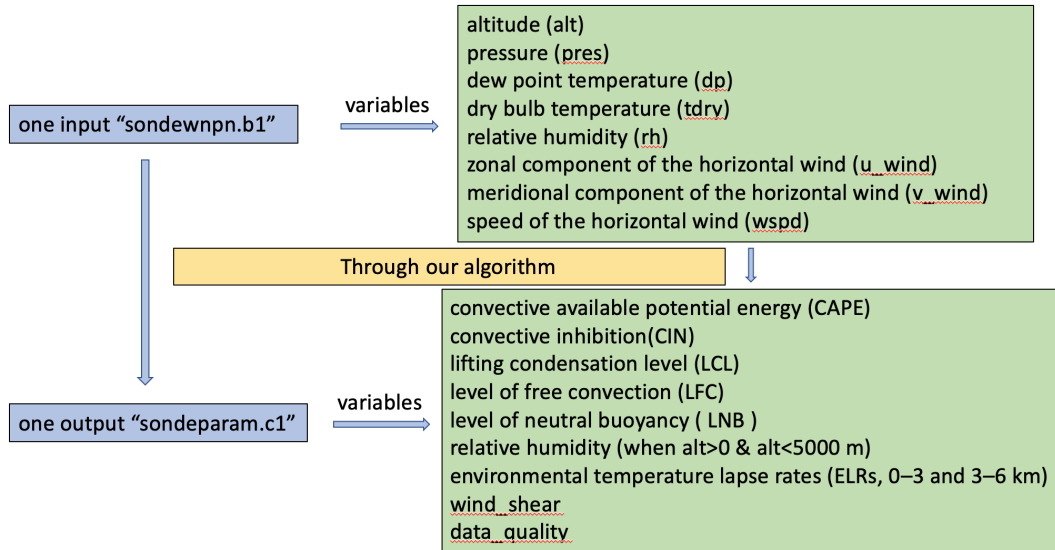 altitude (alt)
pressure (pres)
dew point temperature (dp)
dry bulb temperature (tdry)
relative humidity (rh)
zonal component of the horizontal wind (u_wind)
meridional component of the horizontal wind (v_wind)
speed of the horizontal wind (wspd)
one input “sondewnpn.b1”
variables
Through our algorithm
convective available potential energy (CAPE)
convective inhibition(CIN)
lifting condensation level (LCL)
level of free convection (LFC)
level of neutral buoyancy ( LNB )
relative humidity (when alt>0 & alt<5000 m)
environmental temperature lapse rates (ELRs, 0–3 and 3–6 km)
wind_shear
data_quality
one output “sondeparam.c1”
variables